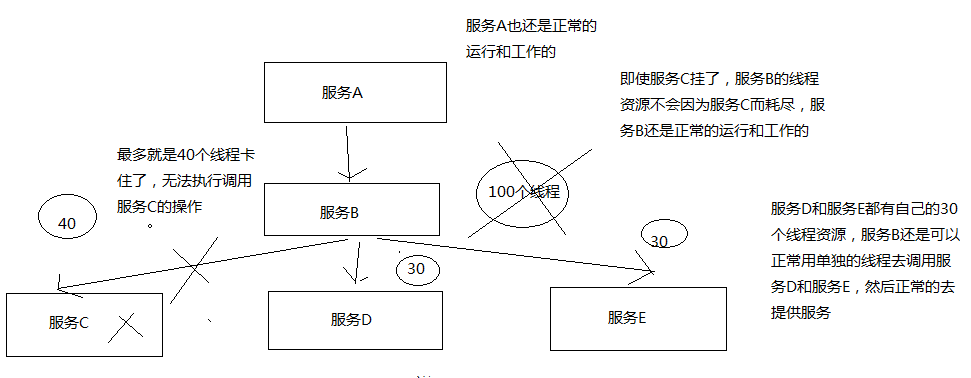 服务A也还是正常的
运行和工作的
服务A
即使服务C挂了，服务B的线程
资源不会因为服务C而耗尽，服
务B还是正常的运行和工作的
最多就是40个线程卡
住了，无法执行调用
服务C的操作
100个线程
服务B
40
服务D和服务E都有自己的30
个线程资源，服务B还是可以
正常用单独的线程去调用服
务D和服务E，然后正常的去
提供服务
30
30
服务C
服务D
服务E